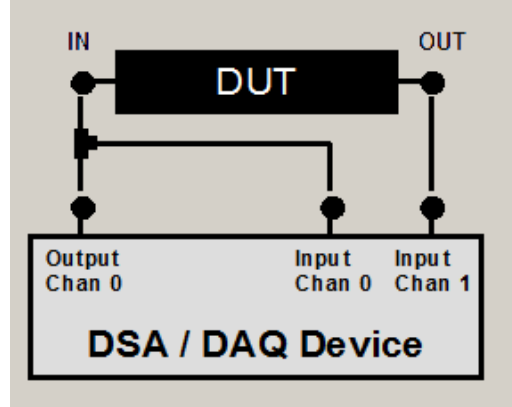 IN
OUT
DUT
Output
Chan 0
Input
Chan 0
Input
Chan 1
DSA / DAQ Device